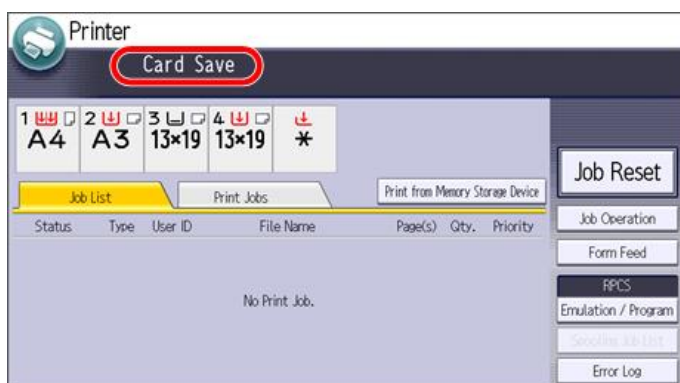 Printer
Card Save
1 2 3 4
A4 A3 13×19 13×19 *
Job List Print Jobs Print from Memory Storage Device
Status Type User ID File Name Page(s) Qty. Priority
No Print Job.
Job Reset
Job Operation
Form Feed
RPCS
Emulation / Program
Spooling Job List
Error Log